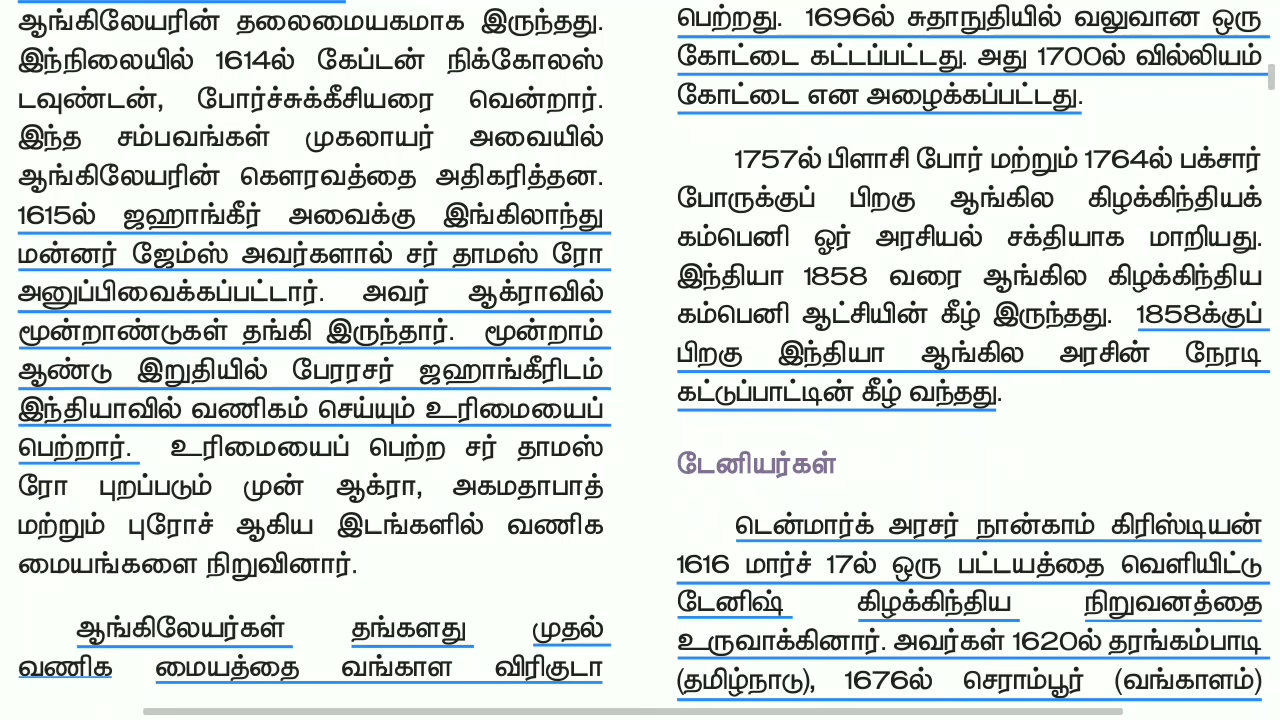 ஆங்கிலேயரின் தலைமையகமாக இருந்தது.
இந்நிலையில் 1614ல் கேப்டன் நிக்கோலஸ்
டவுண்டன், போர்ச்சுக்கீசியரை வென்றார்.
இந்த சம்பவங்கள் முகலாயர் அவையில்
ஆங்கிலேயரின் கௌரவத்தை அதிகரித்தன.
1615ல் ஜஹாங்கீர் அவைக்கு இங்கிலாந்து
மன்னர் ஜேம்ஸ் அவர்களால் சர் தாமஸ் ரோ
அனுப்பிவைக்கப்பட்டார். அவர் ஆக்ராவில்
மூன்றாண்டுகள் தங்கி இருந்தார். மூன்றாம்
ஆண்டு இறுதியில் பேரரசர் ஜஹாங்கீரிடம்
இந்தியாவில் வணிகம் செய்யும் உரிமையைப்
பெற்றார். உரிமையைப் பெற்ற சர் தாமஸ்
ரோ புறப்படும் முன் ஆக்ரா, அகமதாபாத்
மற்றும் புரோச் ஆகிய இடங்களில் வணிக
மையங்களை நிறுவினார்.
ஆங்கிலேயர்கள் தங்களது முதல்
வணிக மையத்தை வங்காள விரிகுடா
பெற்றது. 1696ல் சுதாநுதியில் வலுவான ஒரு
கோட்டை கட்டப்பட்டது. அது 1700ல் வில்லியம்
கோட்டை என அழைக்கப்பட்டது.
1757ல் பிளாசி போர் மற்றும் 1764ல் பக்சார்
போருக்குப் பிறகு ஆங்கில கிழக்கிந்தியக்
கம்பெனி ஓர் அரசியல் சக்தியாக மாறியது.
இந்தியா 1858 வரை ஆங்கில கிழக்கிந்திய
கம்பெனி ஆட்சியின் கீழ் இருந்தது. 1858க்குப்
பிறகு இந்தியா ஆங்கில அரசின் நேரடி
கட்டுப்பாட்டின் கீழ் வந்தது.
டேனியர்கள்
டென்மார்க் அரசர் நான்காம் கிரிஸ்டியன்
1616 மார்ச் 17ல் ஒரு பட்டயத்தை வெளியிட்டு
டேனிஷ் கிழக்கிந்திய நிறுவனத்தை
உருவாக்கினார். அவர்கள் 1620ல் தரங்கம்பாடி
(தமிழ்நாடு), 1676ல் செராம்பூர் (வங்காளம்)